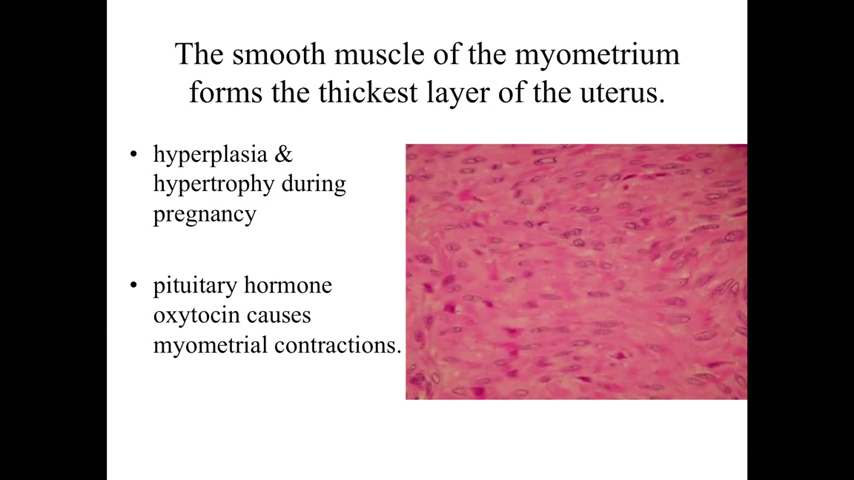 The smooth muscle of the myometrium
forms the thickest layer of the uterus.
• hyperplasia &
hypertrophy during
pregnancy
• pituitary hormone
oxytocin causes
myometrial contractions.